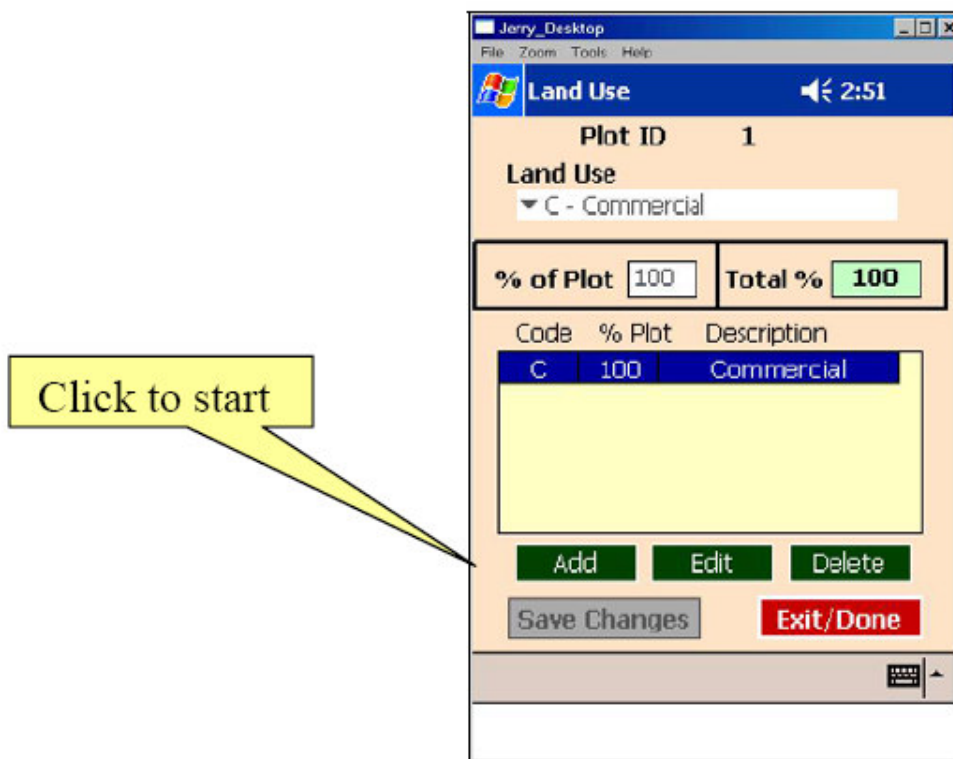 Jerry_Desktop
File Zoom Tools Help
Land Use 2:51
Plot ID 1
Land Use
C - Commercial
% of Plot 100 Total % 100
Code % Plot Description
C 100 Commercial
Click to start
Add Edit Delete
Save Changes Exit/Done